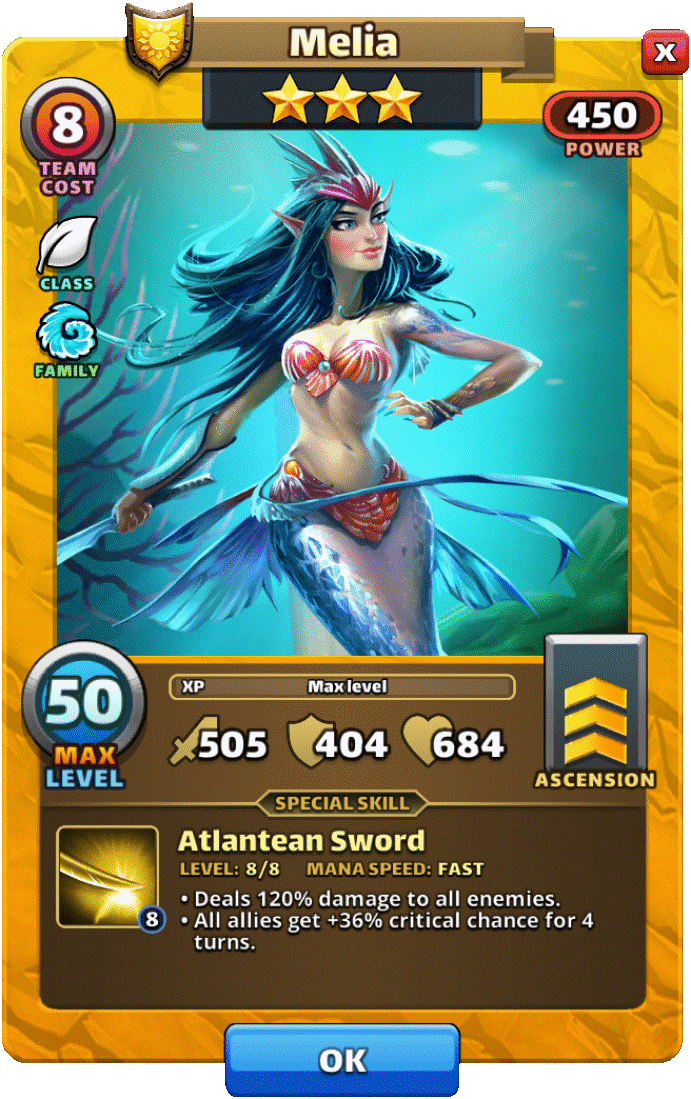 Melia
X
8
TEAM
COST
450
POWER
CLASS
FAMILY
50
MAX
LEVEL
XP Max level
505 404 684
ASCENSION
SPECIAL SKILL
Atlantean Sword
LEVEL: 8/8 MANA SPEED: FAST
8
• Deals 120% damage to all enemies.
• All allies get +36% critical chance for 4
turns.
OK